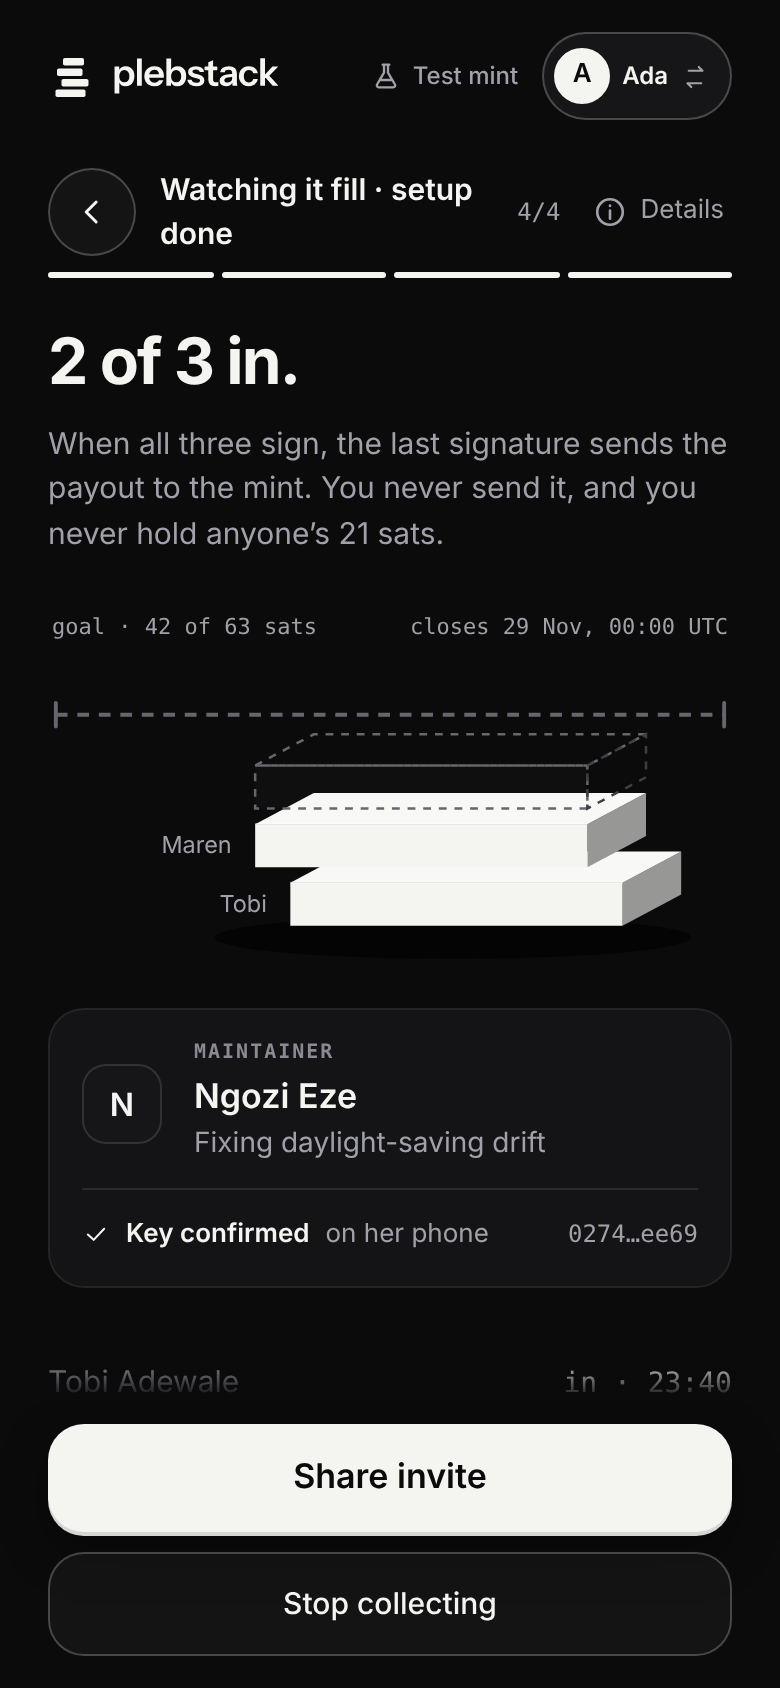 plebstack
Test mint
A
Ada
Watching it fill · setup
done
4/4
Details
2 of 3 in.
When all three sign, the last signature sends the
payout to the mint. You never send it, and you
never hold anyone’s 21 sats.
goal · 42 of 63 sats
closes 29 Nov, 00:00 UTC
Maren
Tobi
MAINTAINER
N
Ngozi Eze
Fixing daylight-saving drift
Key confirmed on her phone
0274…ee69
Tobi Adewale
in · 23:40
Share invite
Stop collecting